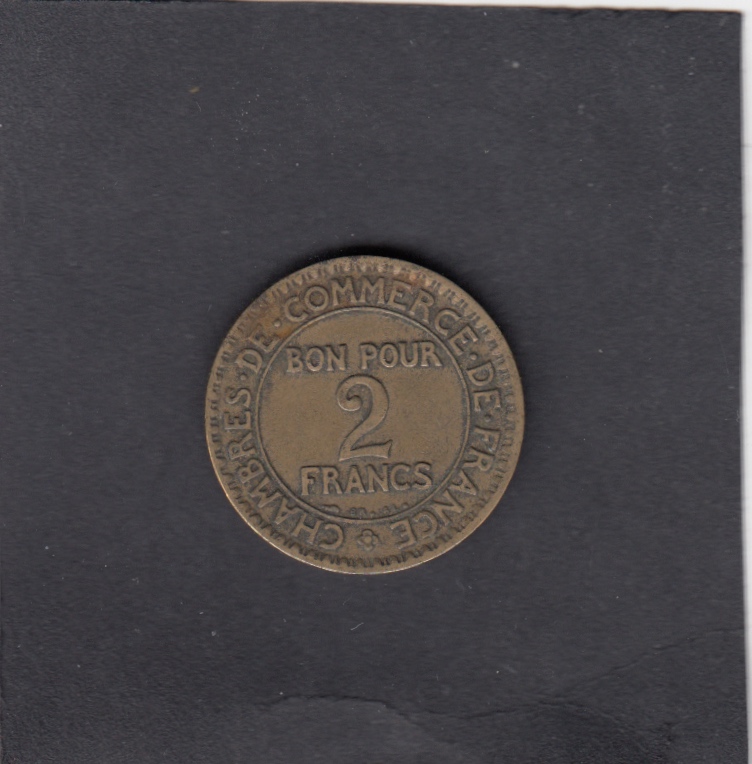 CHAMBRES·DE·COMMERCE·DE·FRANCE
BON POUR
2
FRANCS